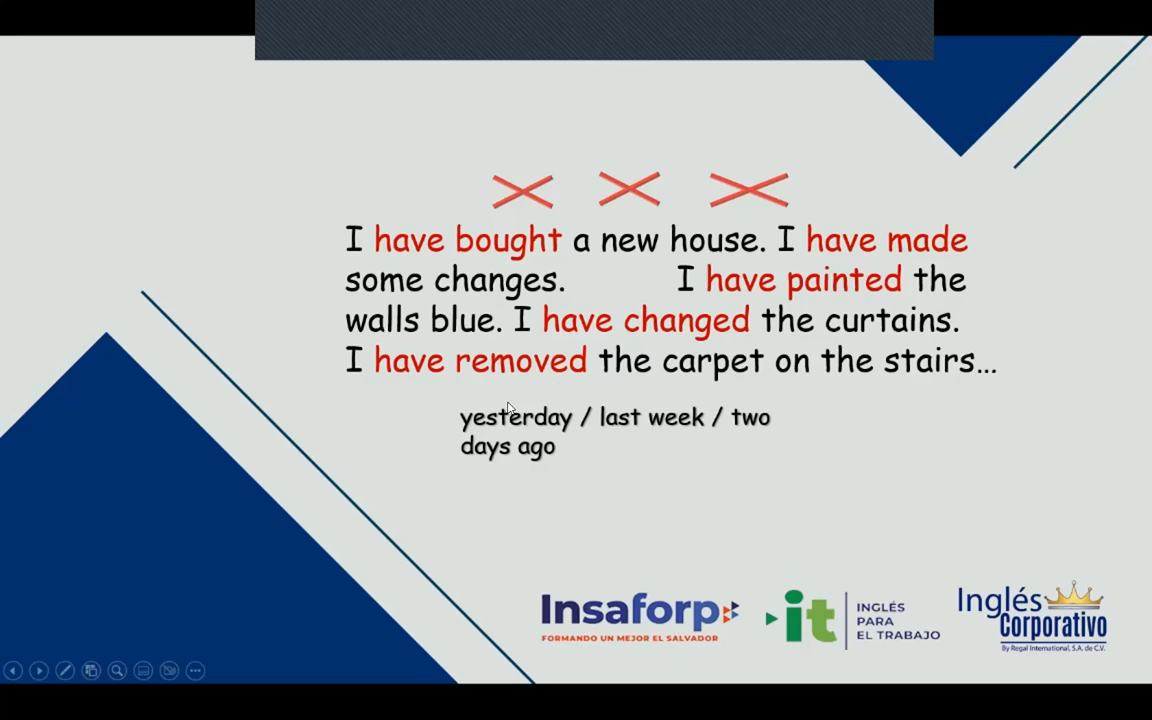 I have bought a new house. I have made
some changes. I have painted the
walls blue. I have changed the curtains.
I have removed the carpet on the stairs...
yesterday / last week / two
days ago
Insaforp
FORMANDO UN MEJOR EL SALVADOR
it
INGLÉS
PARA
EL TRABAJO
Inglés
Corporativo
By Regal International, S.A. de C.V.